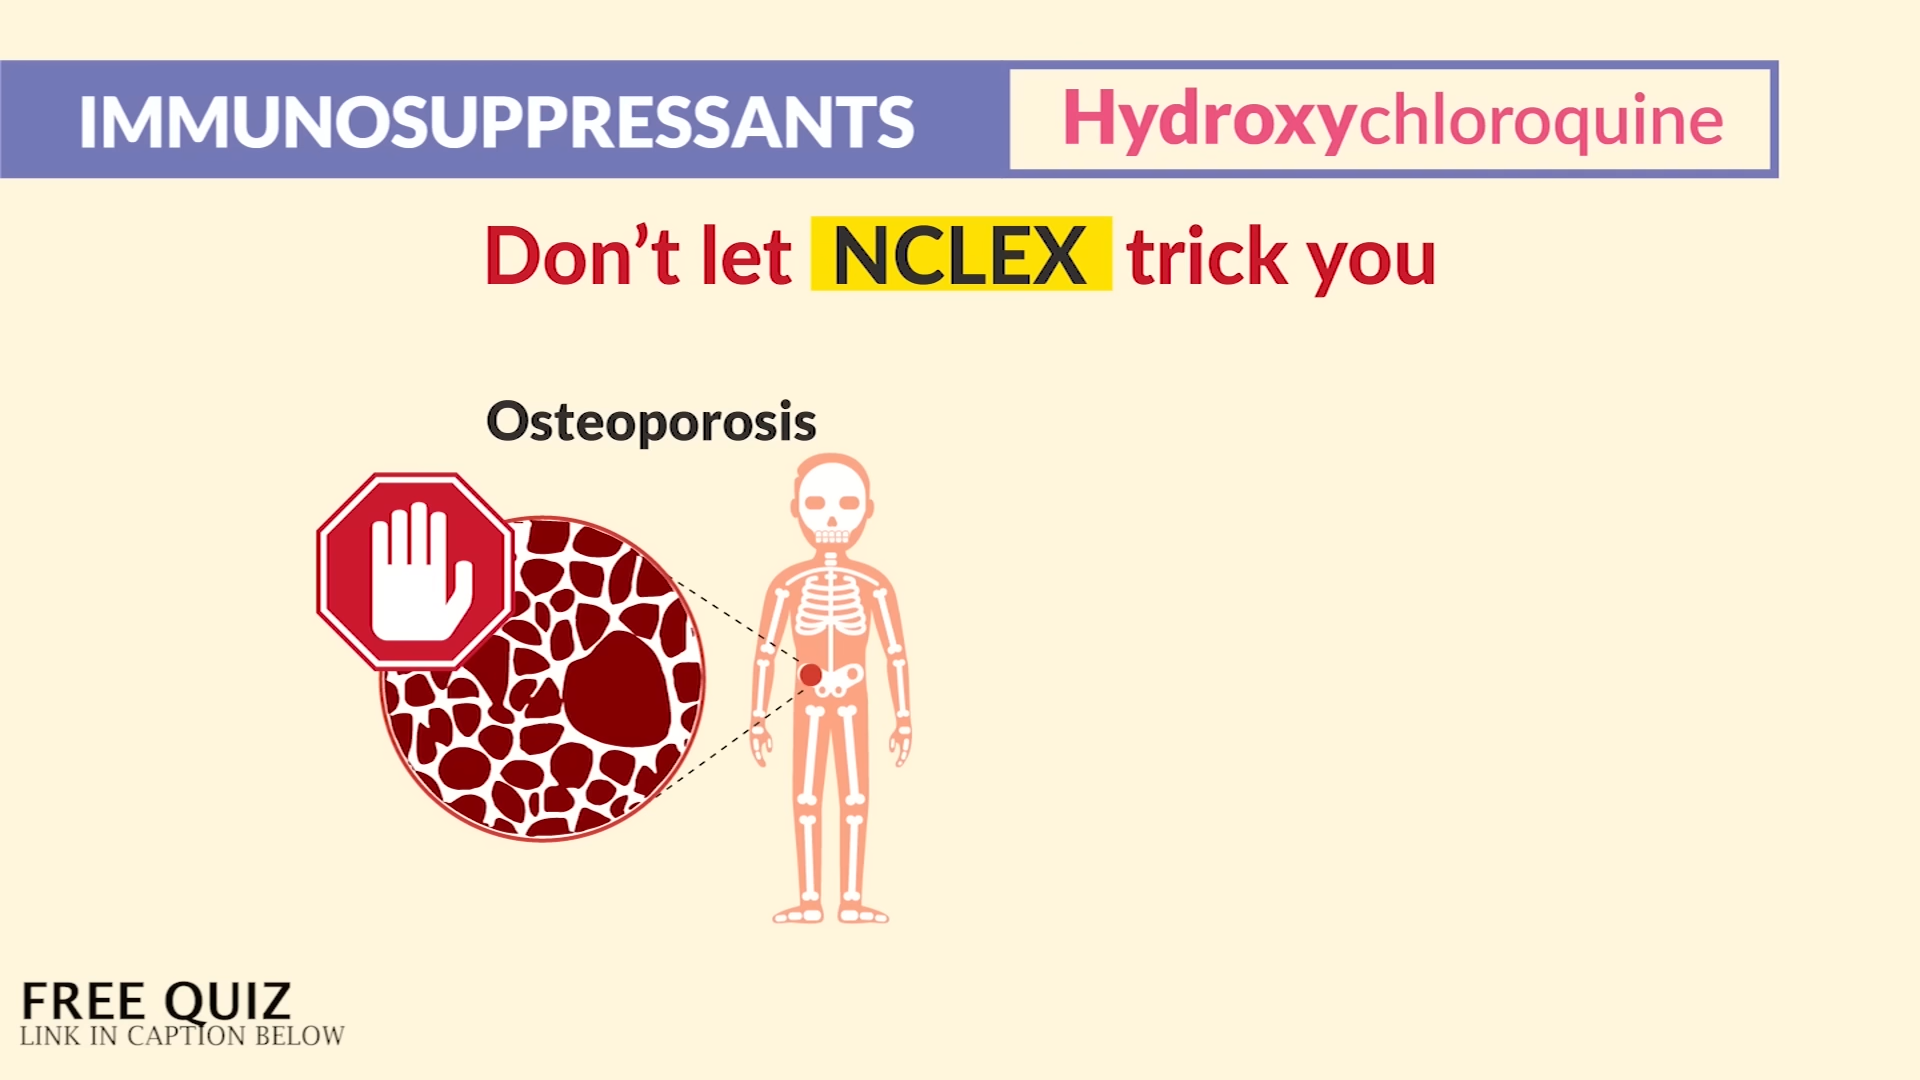 IMMUNOSUPPRESSANTS
Hydroxychloroquine
Don't let NCLEX trick you
Osteoporosis
FREE QUIZ
LINK IN CAPTION BELOW